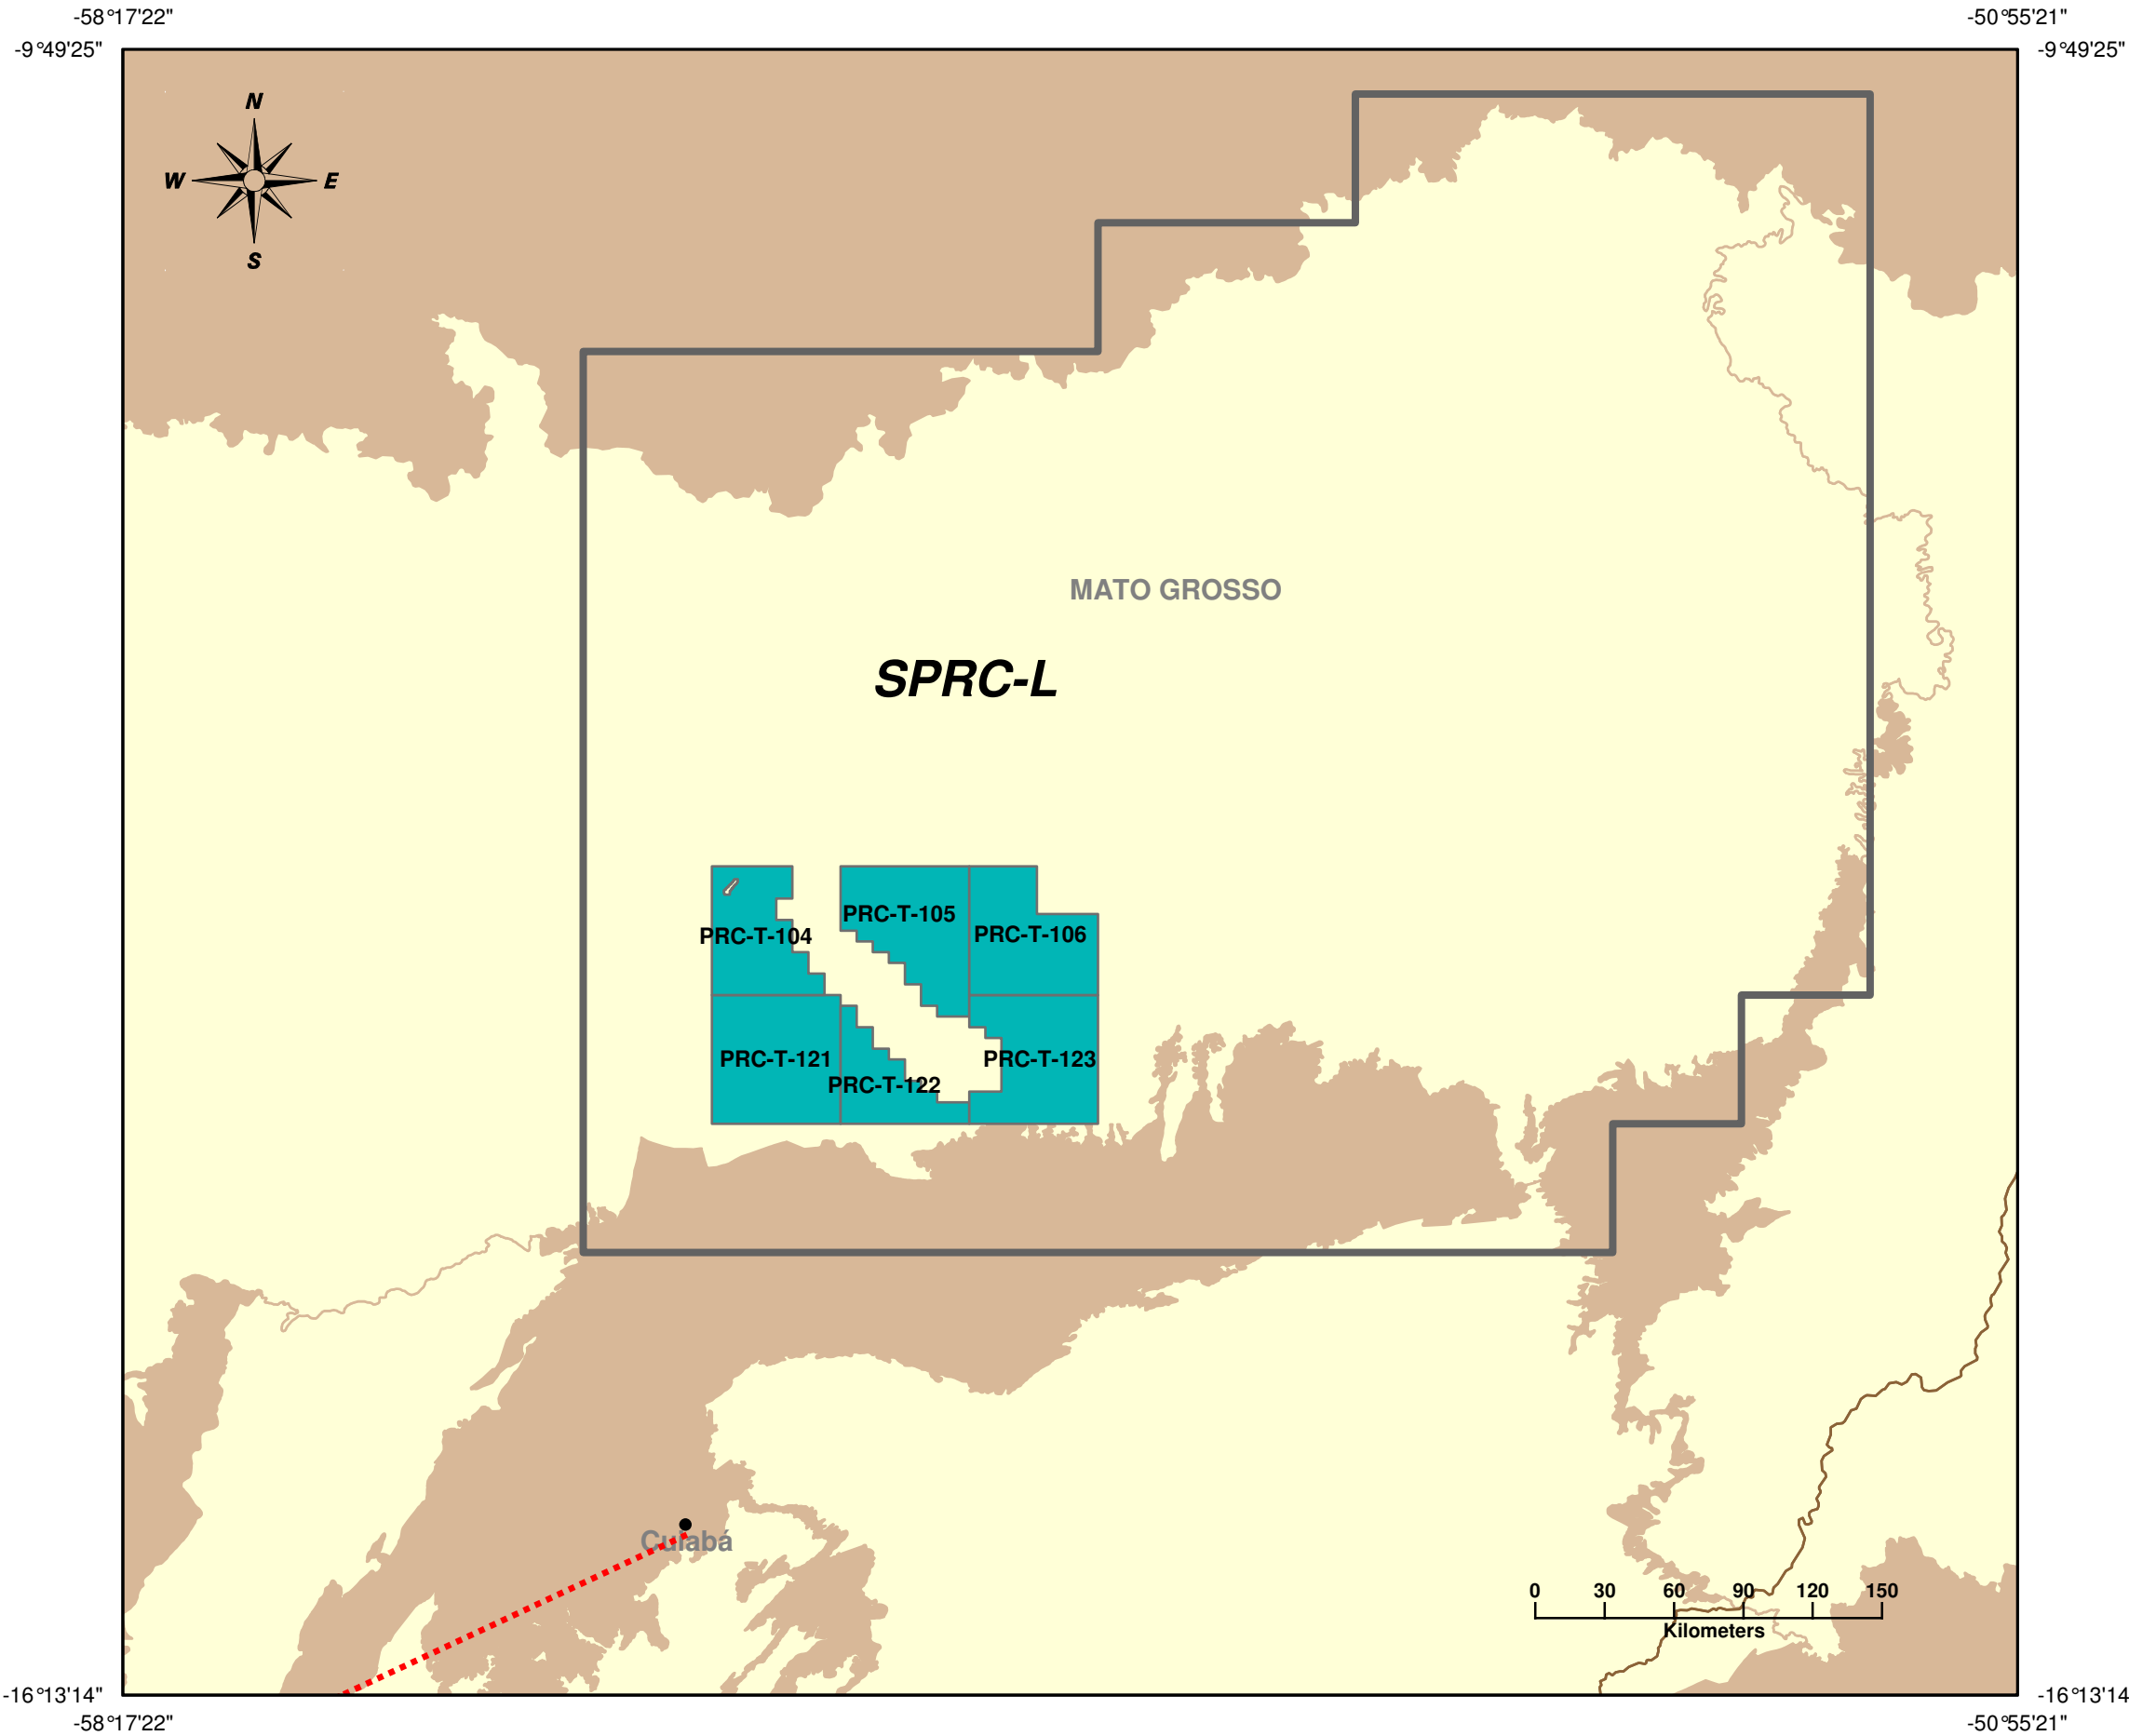 -58°17'22" -50°55'21"
-9°49'25" -9°49'25"
N
W E
S
MATO GROSSO
SPRC-L
PRC-T-105
PRC-T-104 PRC-T-106
PRC-T-121 PRC-T-123
PRC-T-122
Cuiabá
0 30 60 90 120 150
Kilometers
-16°13'14" -16°13'14
-58°17'22" -50°55'21"